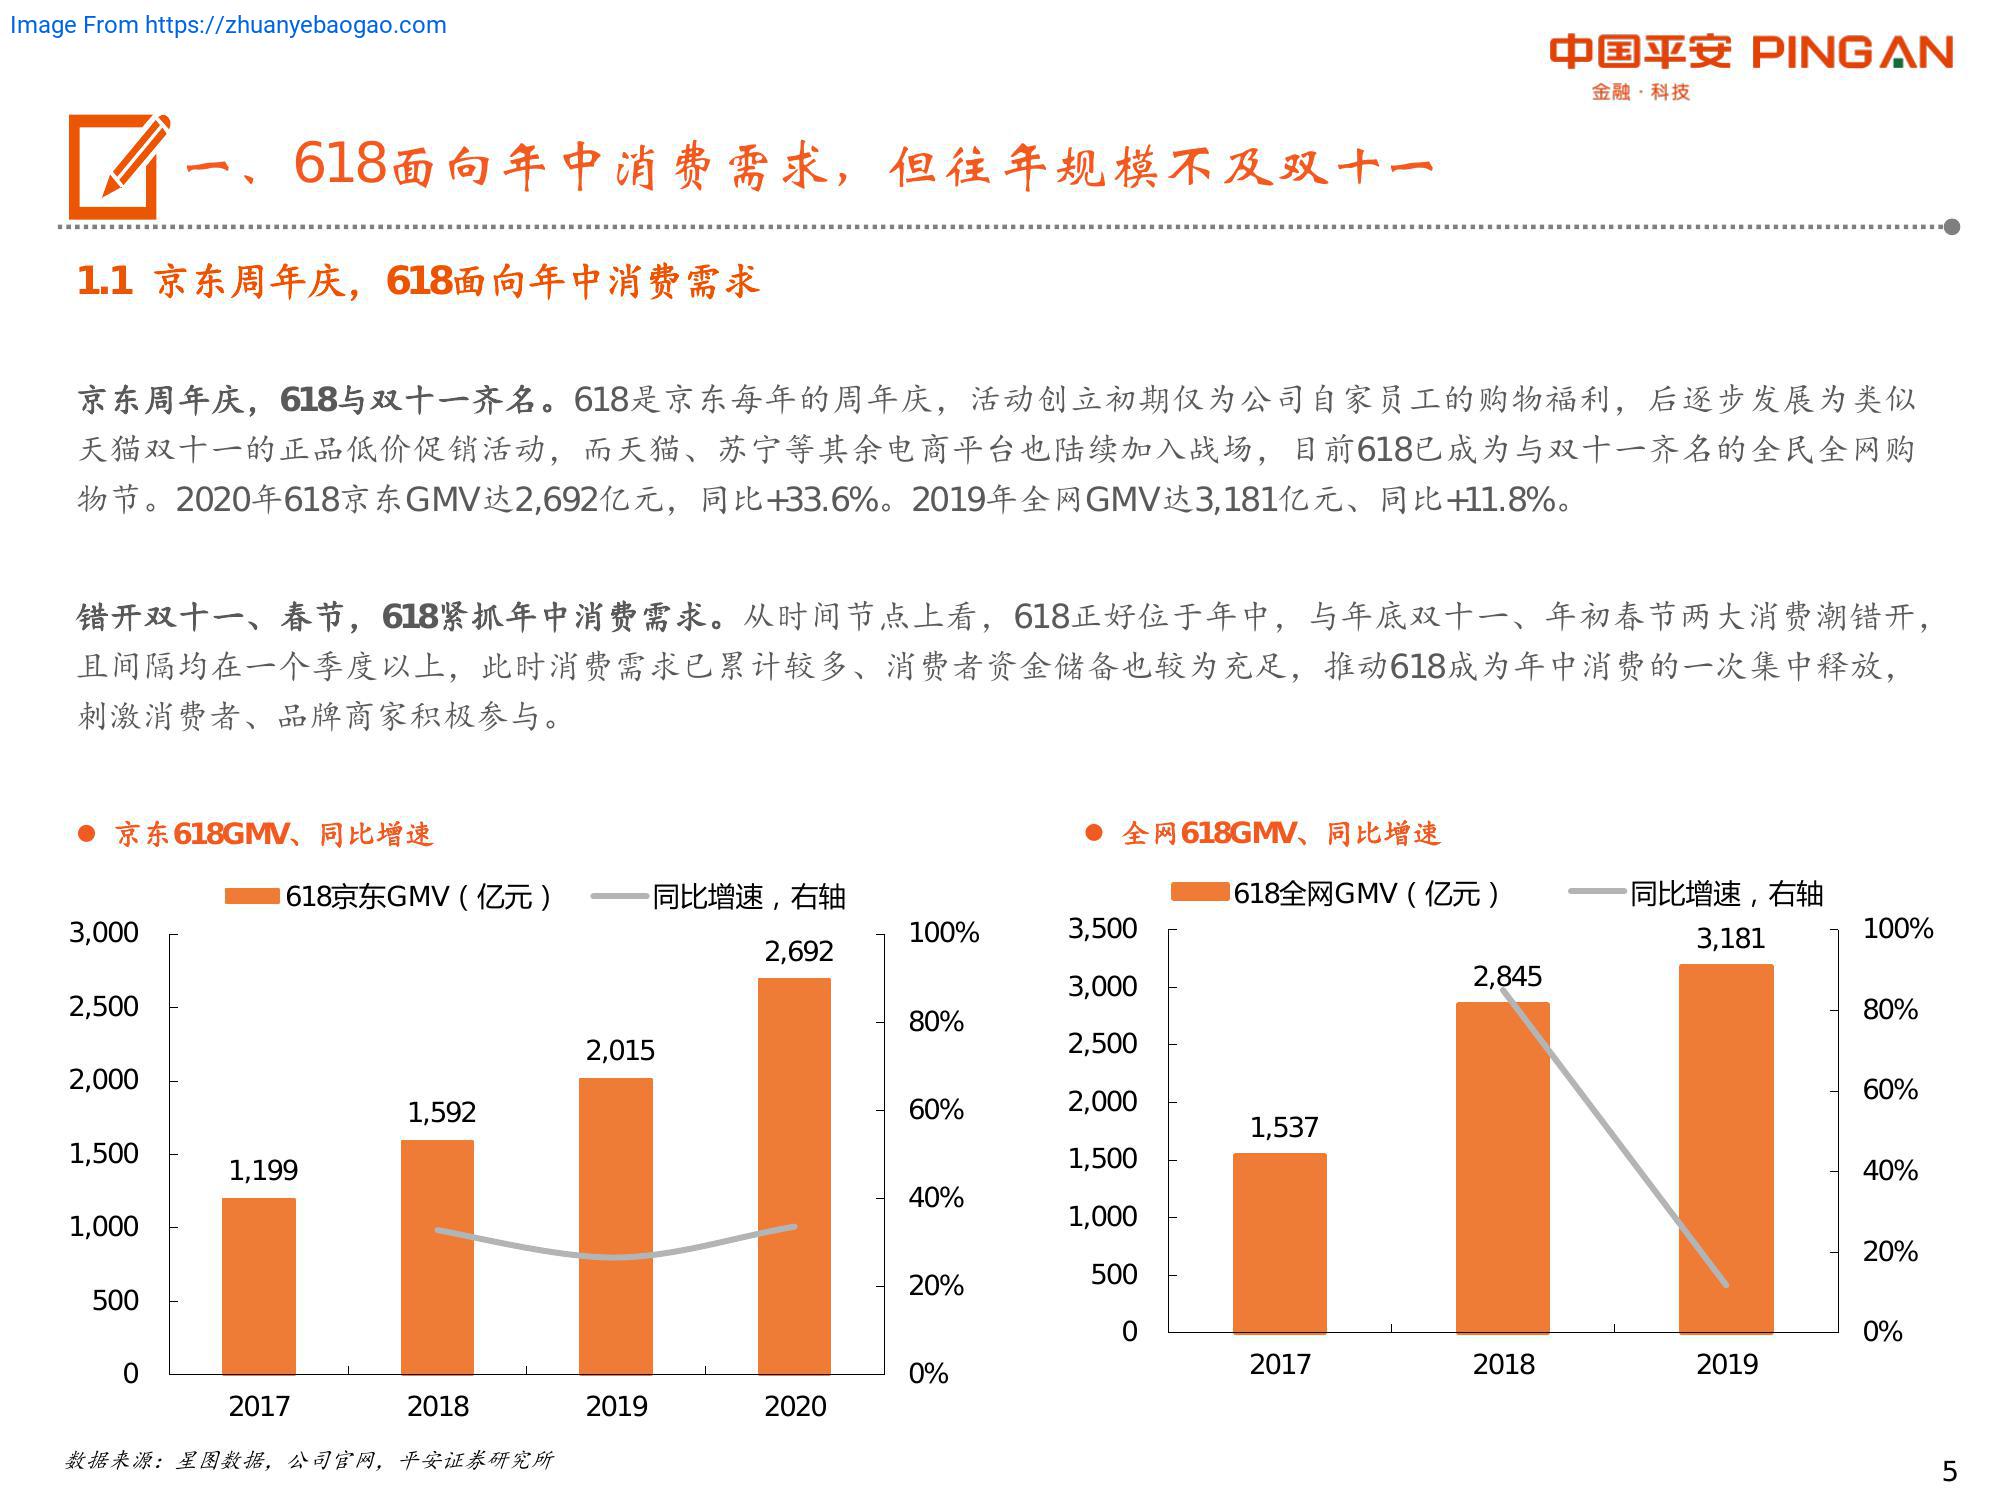 Image From https://zhuanyebaogao.com
中国平安 PINGAN
金融·科技
一、618面向年中消费需求，但往年规模不及双十一
1.1 京东周年庆，618面向年中消费需求
京东周年庆，618与双十一齐名。618是京东每年的周年庆，活动创立初期仅为公司自家员工的购物福利，后逐步发展为类似
天猫双十一的正品低价促销活动，而天猫、苏宁等其余电商平台也陆续加入战场，目前618已成为与双十一齐名的全民全网购
物节。2020年618京东GMV达2,692亿元，同比+33.6%。2019年全网GMV达3,181亿元、同比+11.8%。
错开双十一、春节，618紧抓年中消费需求。从时间节点上看，618正好位于年中，与年底双十一、年初春节两大消费潮错开，
且间隔均在一个季度以上，此时消费需求已累计较多、消费者资金储备也较为充足，推动618成为年中消费的一次集中释放，
刺激消费者、品牌商家积极参与。
● 京东618GMV、同比增速
618京东GMV（亿元） 同比增速，右轴
3,000
2,500
2,000
1,500
1,000
500
0
1,199
1,592
2,015
2,692
100%
80%
60%
40%
20%
0%
2017 2018 2019 2020
● 全网618GMV、同比增速
618全网GMV（亿元） 同比增速，右轴
3,500
3,000
2,500
2,000
1,500
1,000
500
0
1,537
2,845
3,181
100%
80%
60%
40%
20%
0%
2017 2018 2019
数据来源：星图数据，公司官网，平安证券研究所
5